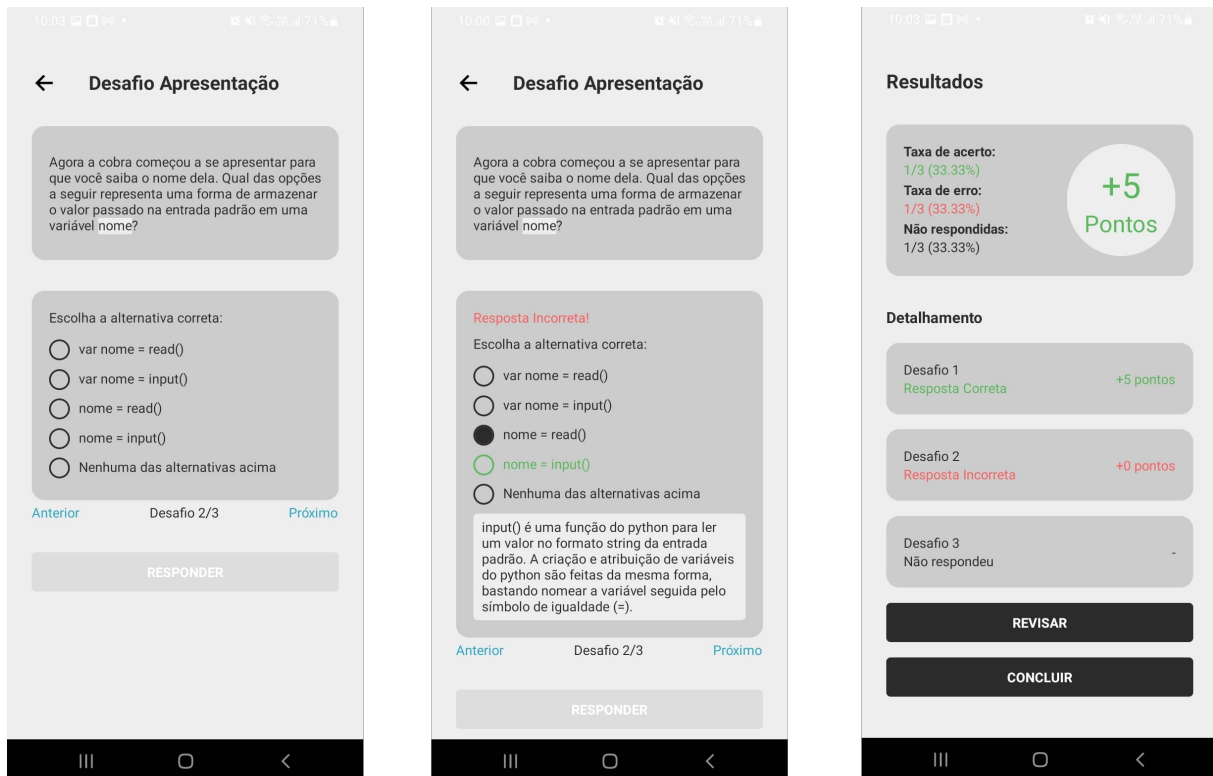 10:03
71%
Desafio Apresentação
Agora a cobra começou a se apresentar para
que você saiba o nome dela. Qual das opções
a seguir representa uma forma de armazenar
o valor passado na entrada padrão em uma
variável nome?
Escolha a alternativa correta:
var nome = read()
var nome = input()
nome = read()
nome = input()
Nenhuma das alternativas acima
Anterior
Desafio 2/3
Próximo
RESPONDER
10:00
71%
Desafio Apresentação
Agora a cobra começou a se apresentar para
que você saiba o nome dela. Qual das opções
a seguir representa uma forma de armazenar
o valor passado na entrada padrão em uma
variável nome?
Resposta Incorreta!
Escolha a alternativa correta:
var nome = read()
var nome = input()
nome = read()
nome = input()
Nenhuma das alternativas acima
input() é uma função do python para ler
um valor no formato string da entrada
padrão. A criação e atribuição de variáveis
do python são feitas da mesma forma,
bastando nomear a variável seguida pelo
símbolo de igualdade (=).
Anterior
Desafio 2/3
Próximo
RESPONDER
10:03
71%
Resultados
Taxa de acerto:
1/3 (33.33%)
Taxa de erro:
1/3 (33.33%)
Não respondidas:
1/3 (33.33%)
+5
Pontos
Detalhamento
Desafio 1
Resposta Correta
+5 pontos
Desafio 2
Resposta Incorreta
+0 pontos
Desafio 3
Não respondeu
-
REVISAR
CONCLUIR